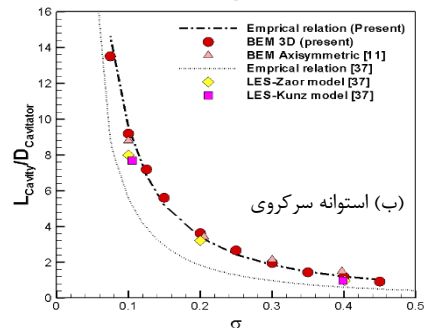 Emprical relation (Present)
BEM 3D (present)
BEM Axisymmetric [11]
Emprical relation [37]
LES-Zaor model [37]
LES-Kunz model [37]
L Cavity/D Cavitator
16
14
12
10
8
6
4
2
0
(ب) استوانه سرکروی
0 0.1 0.2 0.3 0.4 0.5
σ